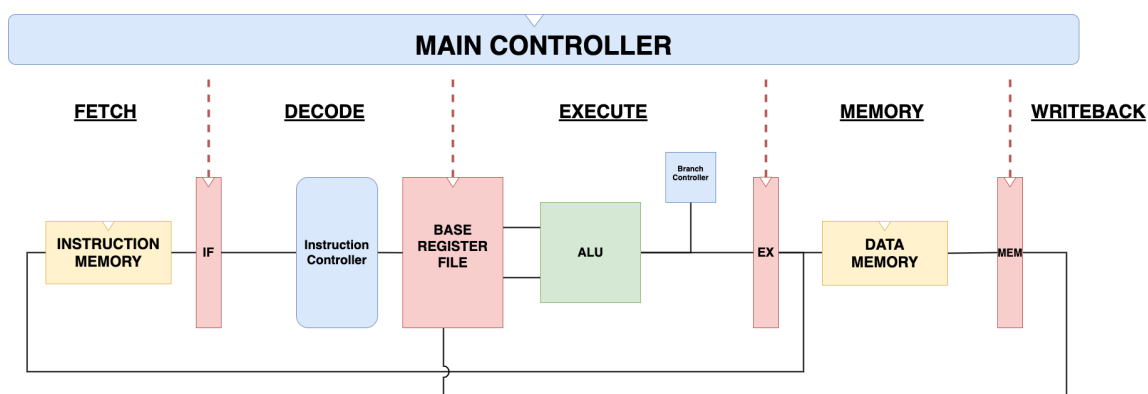 MAIN CONTROLLER
FETCH
DECODE
EXECUTE
MEMORY
WRITEBACK
Branch
Controller
INSTRUCTION
MEMORY
IF
Instruction
Controller
BASE
REGISTER
FILE
ALU
EX
DATA
MEMORY
MEM